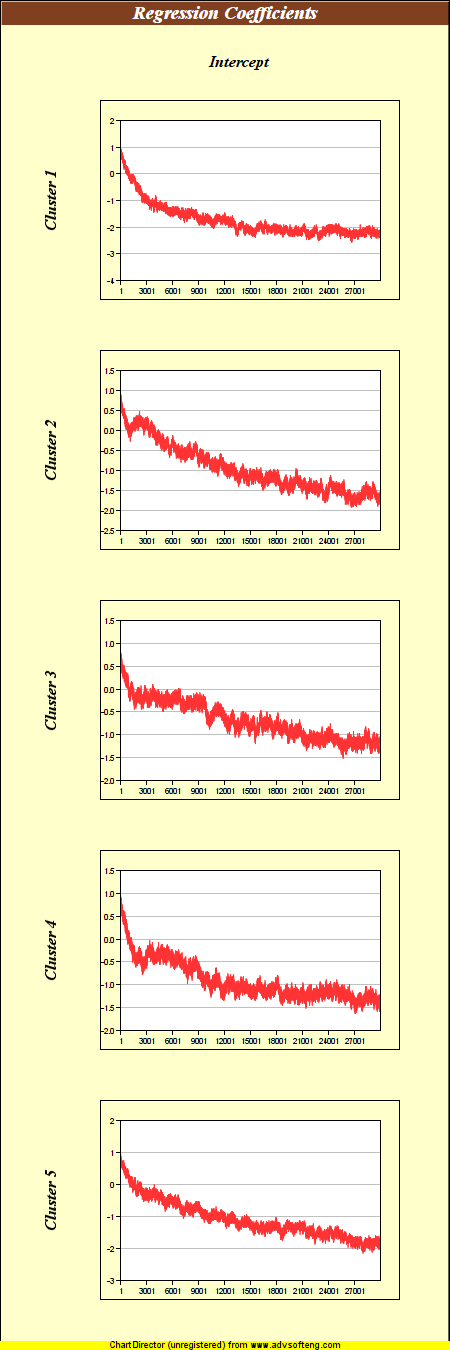 Regression Coefficients
Intercept
Cluster 1
2
1
0
-1
-2
-3
-4
1 3001 6001 9001 12001 15001 18001 21001 24001 27001
Cluster 2
1.5
1.0
0.5
0.0
-0.5
-1.0
-1.5
-2.0
-2.5
1 3001 6001 9001 12001 15001 18001 21001 24001 27001
Cluster 3
1.5
1.0
0.5
0.0
-0.5
-1.0
-1.5
-2.0
1 3001 6001 9001 12001 15001 18001 21001 24001 27001
Cluster 4
1.5
1.0
0.5
0.0
-0.5
-1.0
-1.5
-2.0
1 3001 6001 9001 12001 15001 18001 21001 24001 27001
Cluster 5
2
1
0
-1
-2
-3
1 3001 6001 9001 12001 15001 18001 21001 24001 27001
ChartDirector (unregistered) from www.advsofteng.com